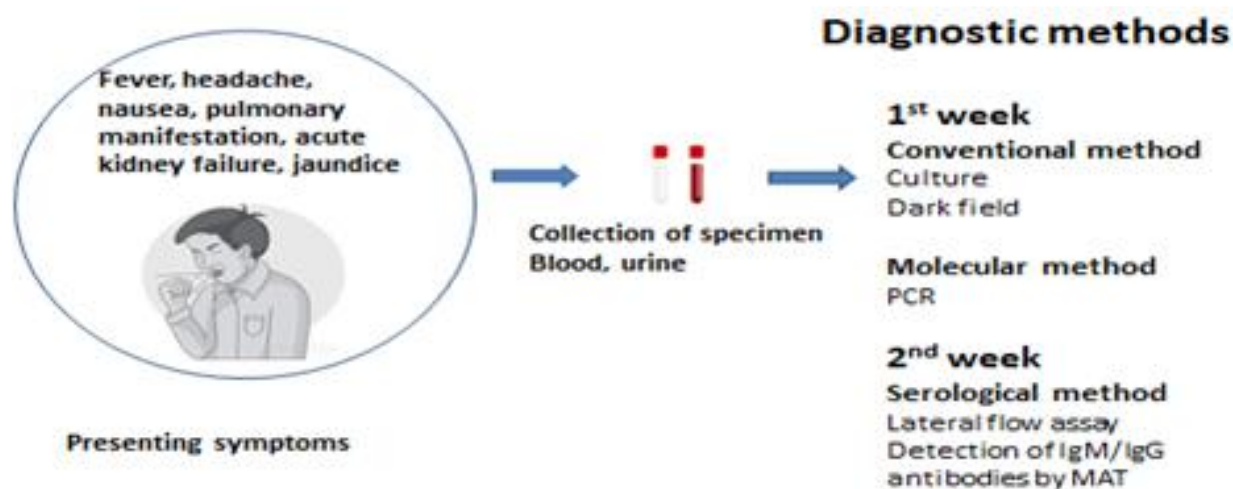 Diagnostic methods
Fever, headache,
nausea, pulmonary
manifestation, acute
kidney failure, jaundice
Presenting symptoms
Collection of specimen
Blood, urine
1st week
Conventional method
Culture
Dark field
Molecular method
PCR
2nd week
Serological method
Lateral flow assay
Detection of IgM/IgG
antibodies by MAT